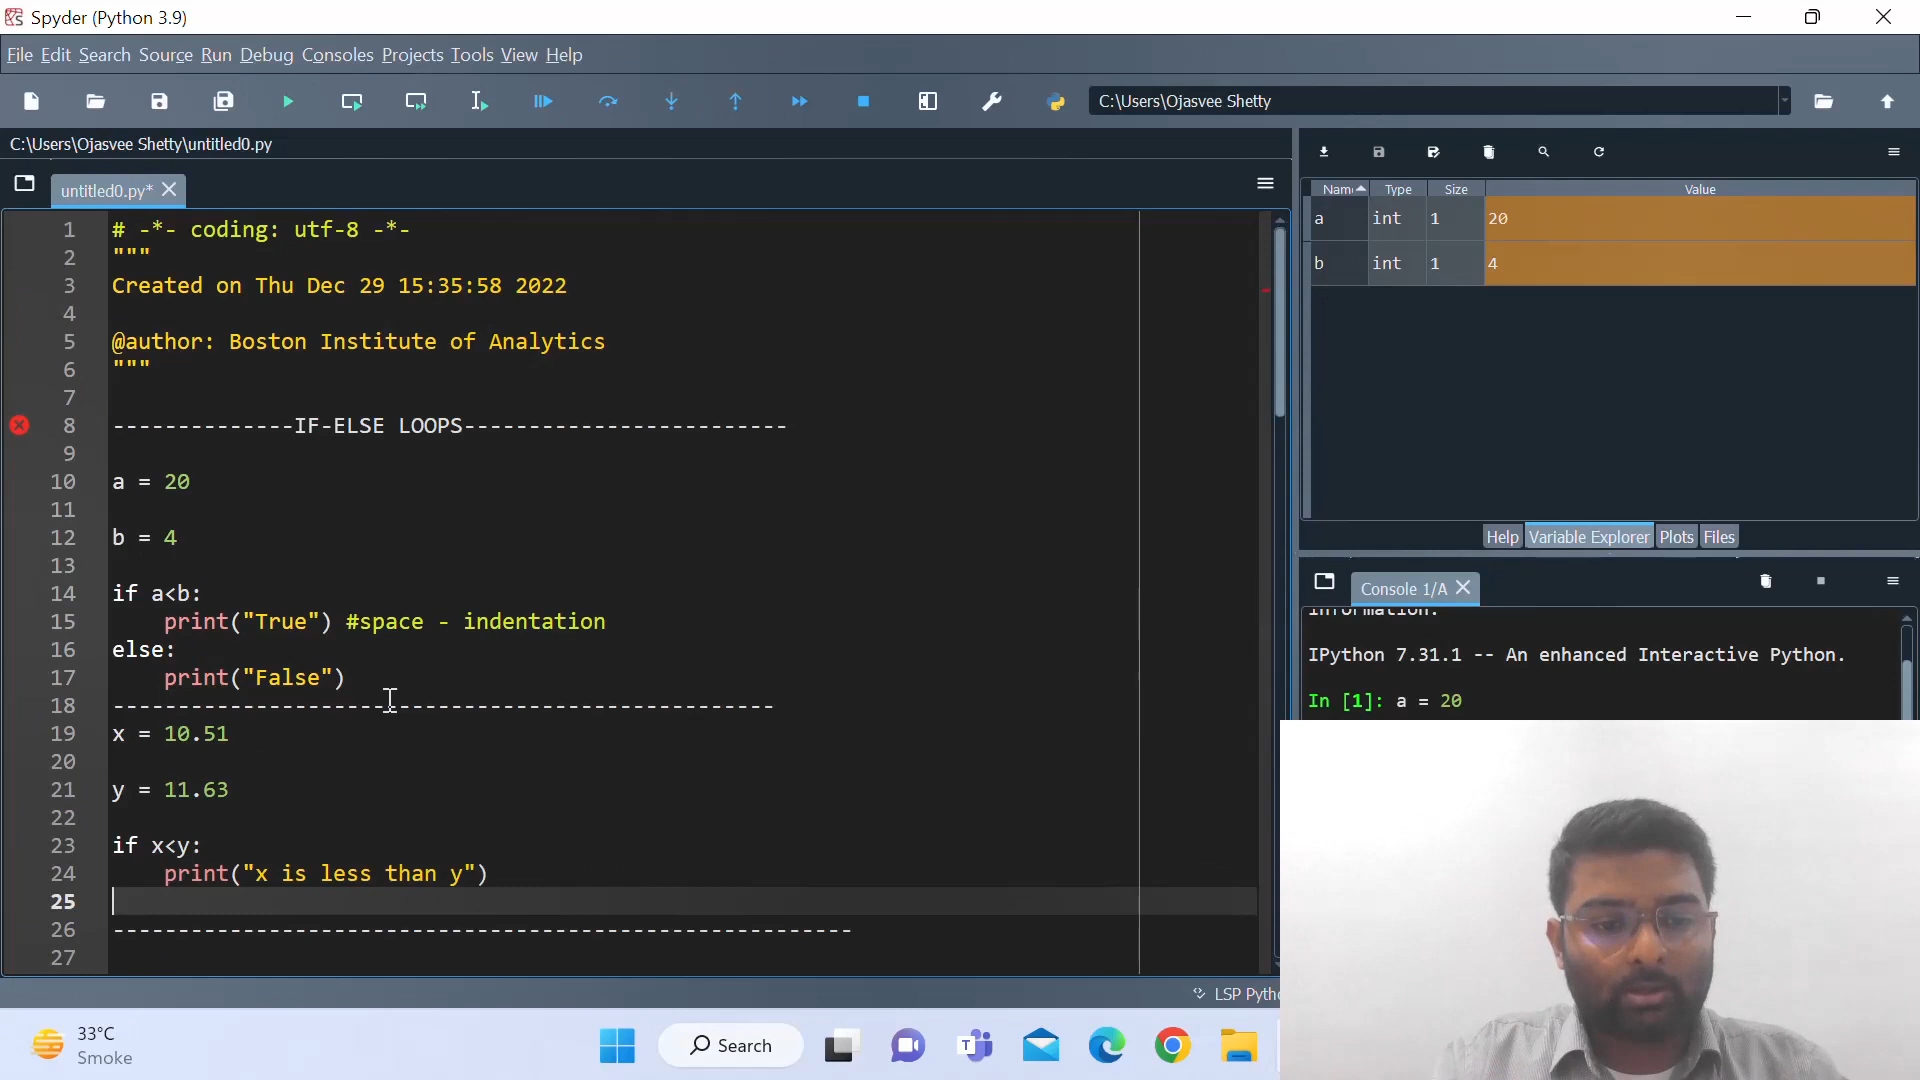 Spyder (Python 3.9)
File Edit Search Source Run Debug Consoles Projects Tools View Help
C:\Users\Ojasvee Shetty
C:\Users\Ojasvee Shetty\untitled0.py
untitled0.py*
1 # -*- coding: utf-8 -*-
2 """
3 Created on Thu Dec 29 15:35:58 2022
4
5 @author: Boston Institute of Analytics
6 """
7
8 --------------IF-ELSE LOOPS-------------------------
9
10 a = 20
11
12 b = 4
13
14 if a<b:
15     print("True") #space - indentation
16 else:
17     print("False")
18 ---------------------------------------------------
19 x = 10.51
20
21 y = 11.63
22
23 if x<y:
24     print("x is less than y")
25
26 ---------------------------------------------------------
27
Name Type Size Value
a int 1 20
b int 1 4
Help Variable Explorer Plots Files
Console 1/A
information.
IPython 7.31.1 -- An enhanced Interactive Python.
In [1]: a = 20
LSP Pytho
33°C
Smoke
Search